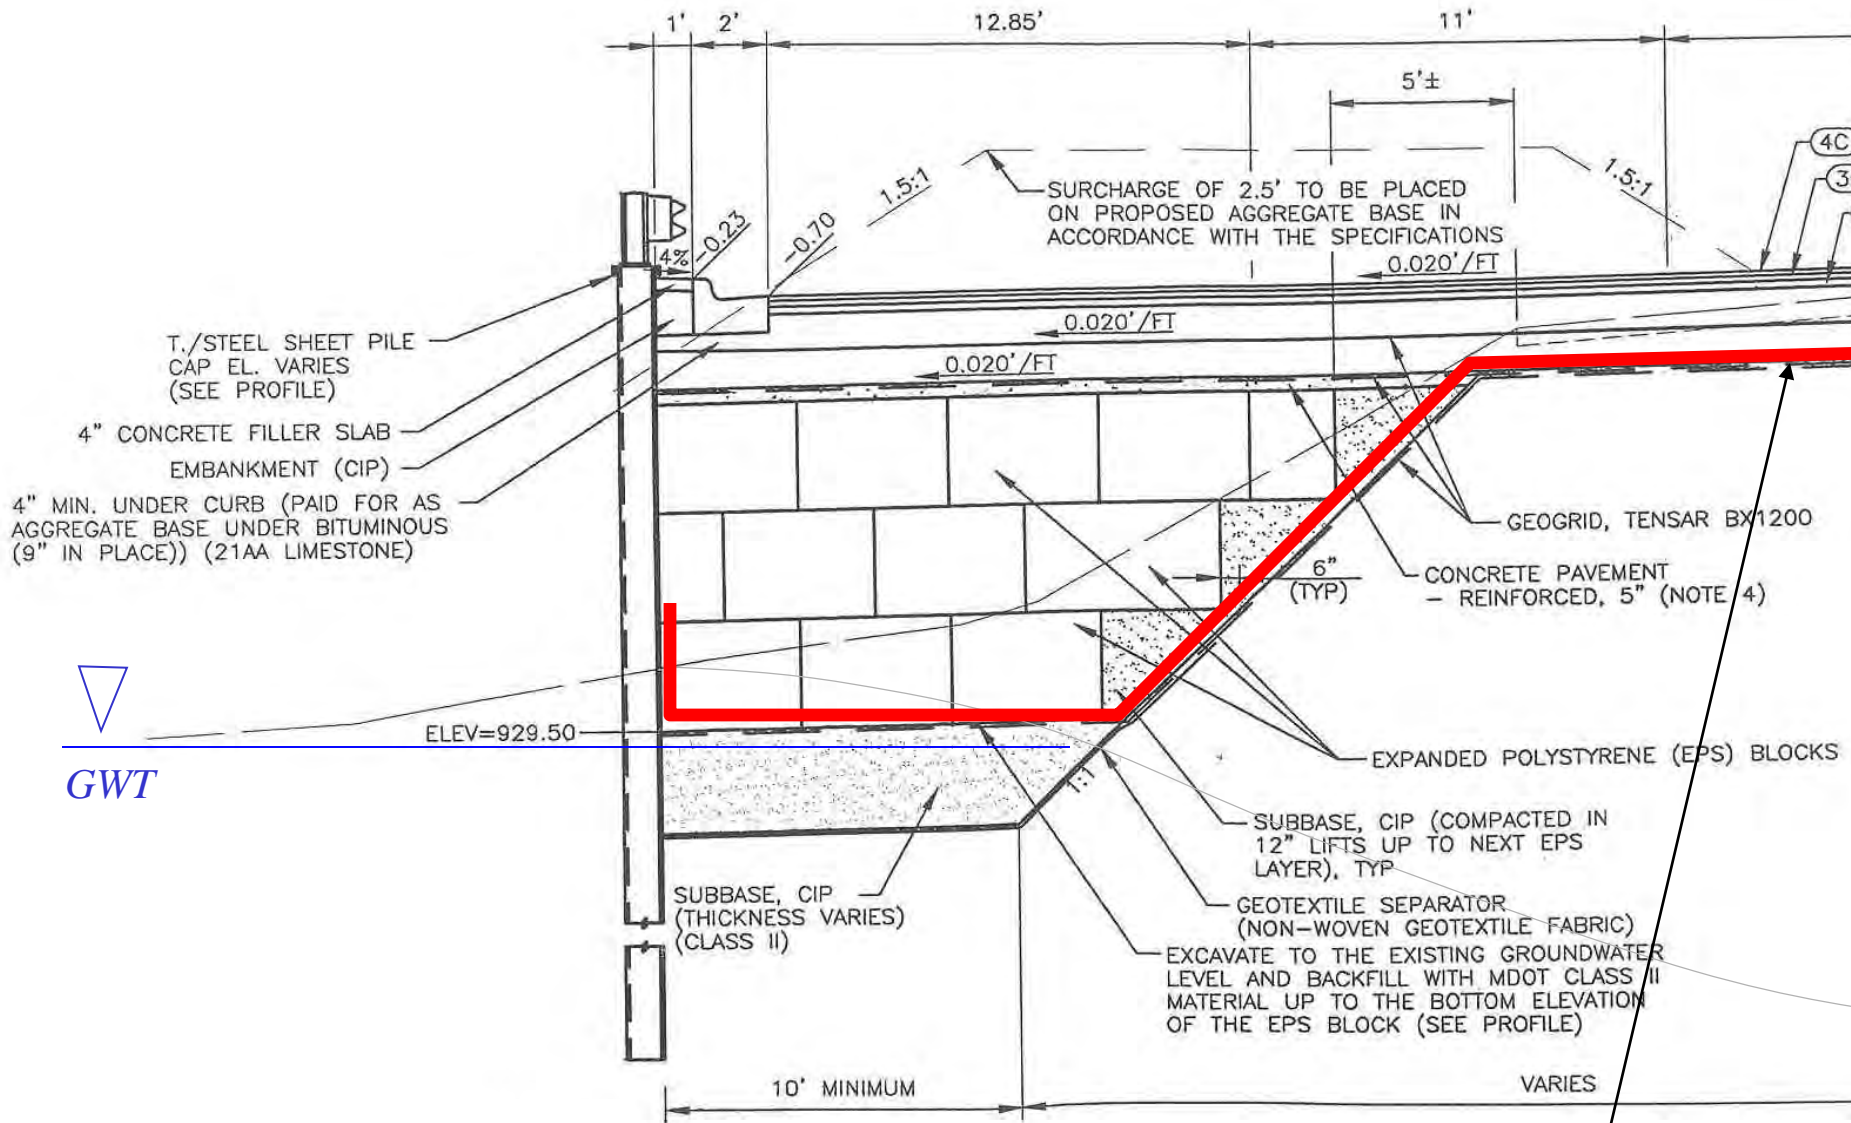 1' 2' 12.85' 11'
5'±
4C
3
1.5:1
1.5:1
SURCHARGE OF 2.5' TO BE PLACED
ON PROPOSED AGGREGATE BASE IN
ACCORDANCE WITH THE SPECIFICATIONS
-0.23
-0.70
4%
0.020'/FT
0.020'/FT
0.020'/FT
T./STEEL SHEET PILE
CAP EL. VARIES
(SEE PROFILE)
4" CONCRETE FILLER SLAB
EMBANKMENT (CIP)
4" MIN. UNDER CURB (PAID FOR AS
AGGREGATE BASE UNDER BITUMINOUS
(9" IN PLACE)) (21AA LIMESTONE)
GEOGRID, TENSAR BX1200
6"
(TYP)
CONCRETE PAVEMENT
- REINFORCED, 5" (NOTE 4)
ELEV=929.50
GWT
EXPANDED POLYSTYRENE (EPS) BLOCKS
1:1
SUBBASE, CIP (COMPACTED IN
12" LIFTS UP TO NEXT EPS
LAYER), TYP
SUBBASE, CIP
(THICKNESS VARIES)
(CLASS II)
GEOTEXTILE SEPARATOR
(NON-WOVEN GEOTEXTILE FABRIC)
EXCAVATE TO THE EXISTING GROUNDWATER
LEVEL AND BACKFILL WITH MDOT CLASS II
MATERIAL UP TO THE BOTTOM ELEVATION
OF THE EPS BLOCK (SEE PROFILE)
10' MINIMUM
VARIES